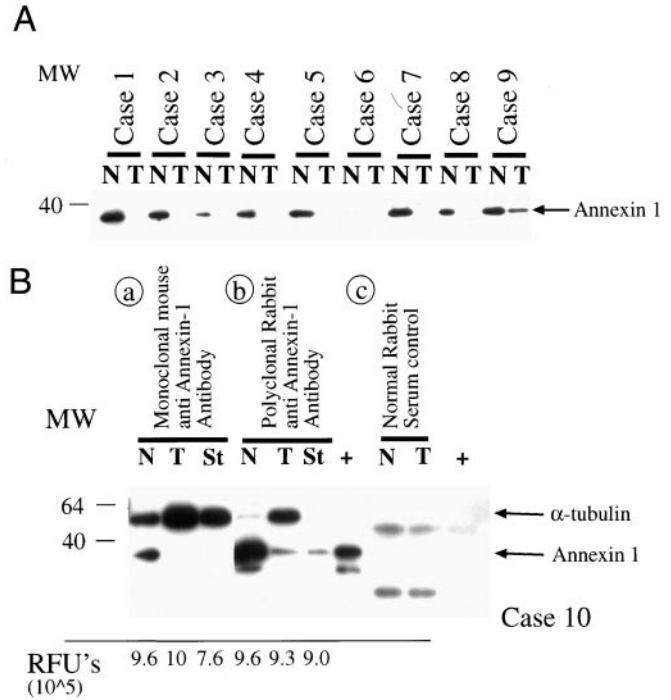 A
MW
Case 1
Case 2
Case 3
Case 4
Case 5
Case 6
Case 7
Case 8
Case 9
N T N T N T N T N T N T N T N T N T
40
Annexin 1
B
a
Monoclonal mouse
anti Annexin-1
Antibody
b
Polyclonal Rabbit
anti Annexin-1
Antibody
c
Normal Rabbit
Serum control
MW
N T St N T St + N T +
64
α-tubulin
40
Annexin 1
Case 10
RFU's 9.6 10 7.6 9.6 9.3 9.0
(10^5)